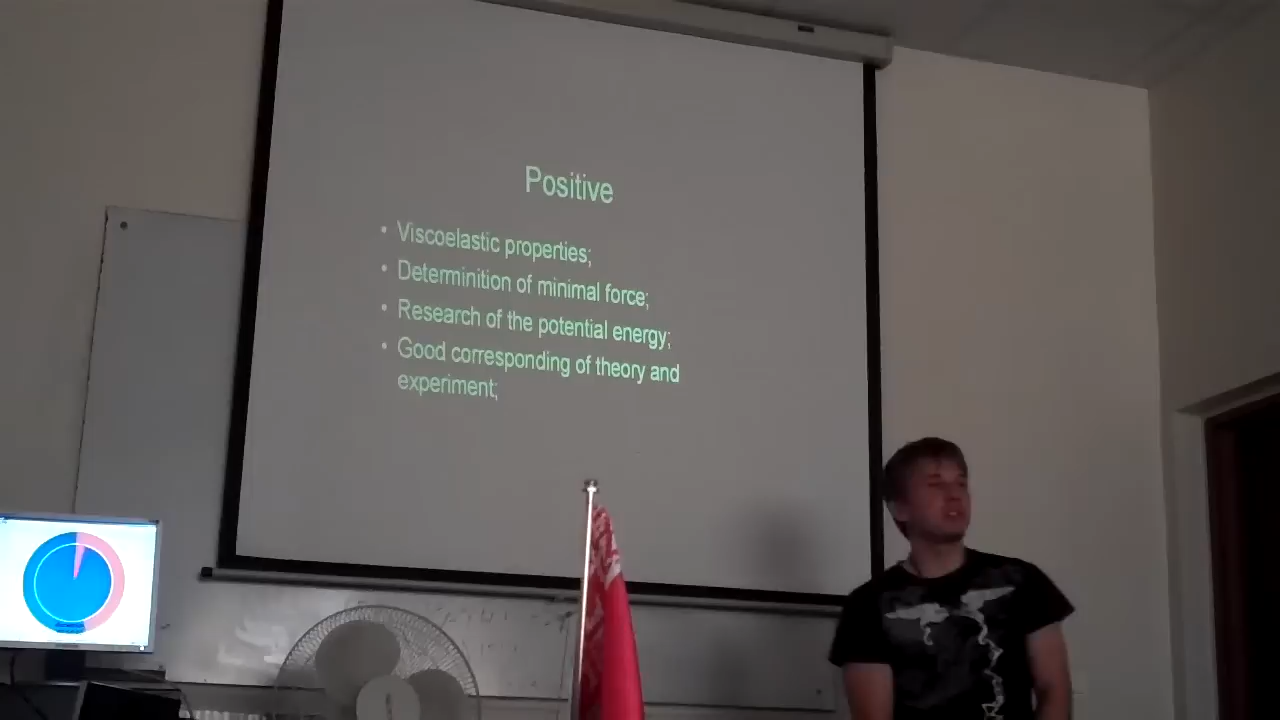 Positive
• Viscoelastic properties;
• Determinition of minimal force;
• Research of the potential energy;
• Good corresponding of theory and
experiment;